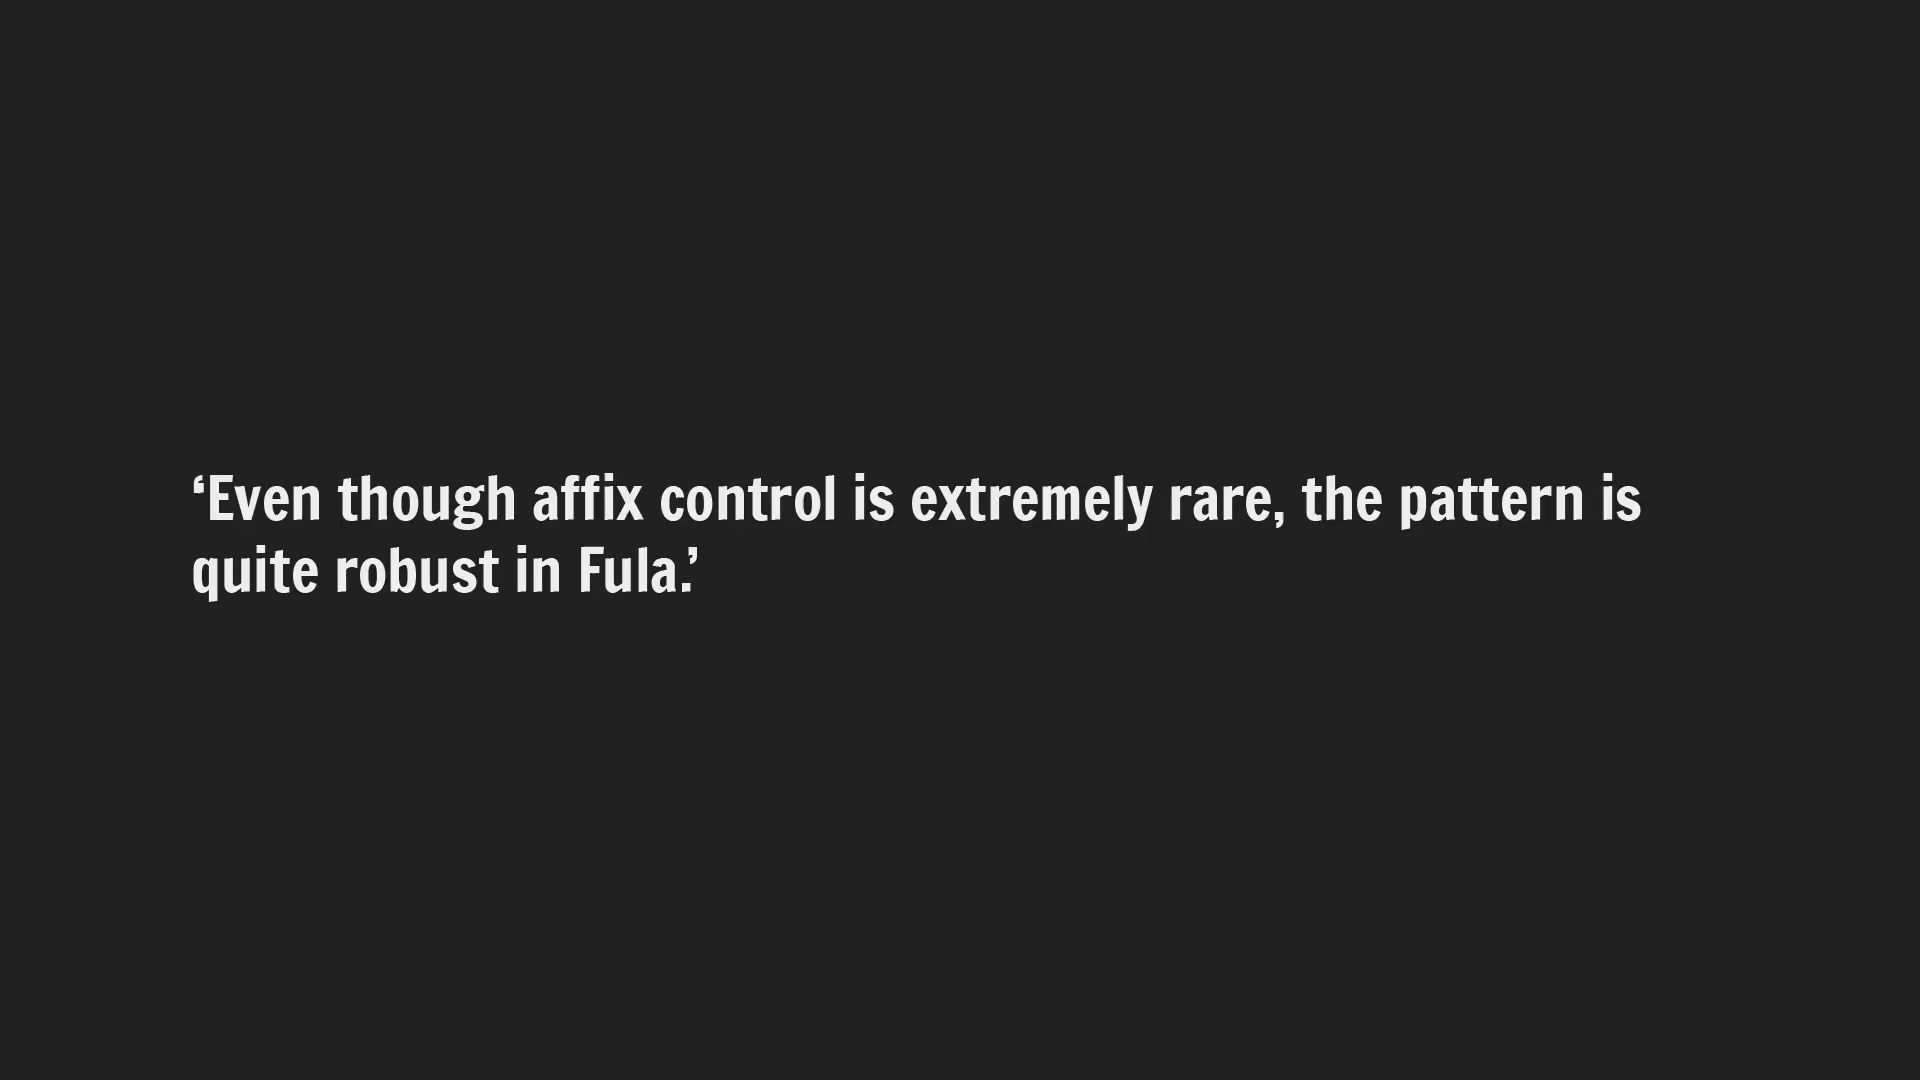 ‘Even though affix control is extremely rare, the pattern is
quite robust in Fula.’